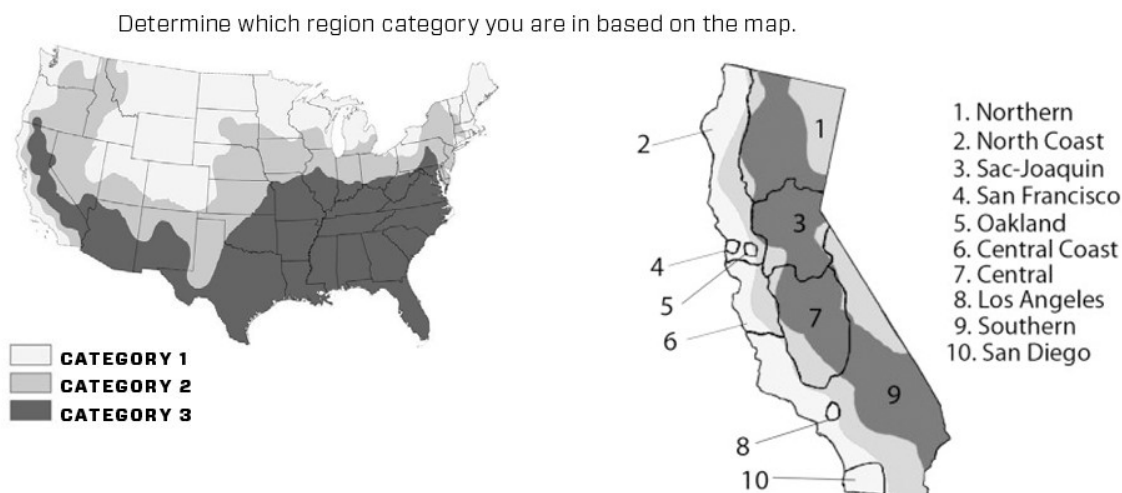 Determine which region category you are in based on the map.
CATEGORY 1
CATEGORY 2
CATEGORY 3
1
2
3
4
5
6
7
8
9
10
1. Northern
2. North Coast
3. Sac-Joaquin
4. San Francisco
5. Oakland
6. Central Coast
7. Central
8. Los Angeles
9. Southern
10. San Diego